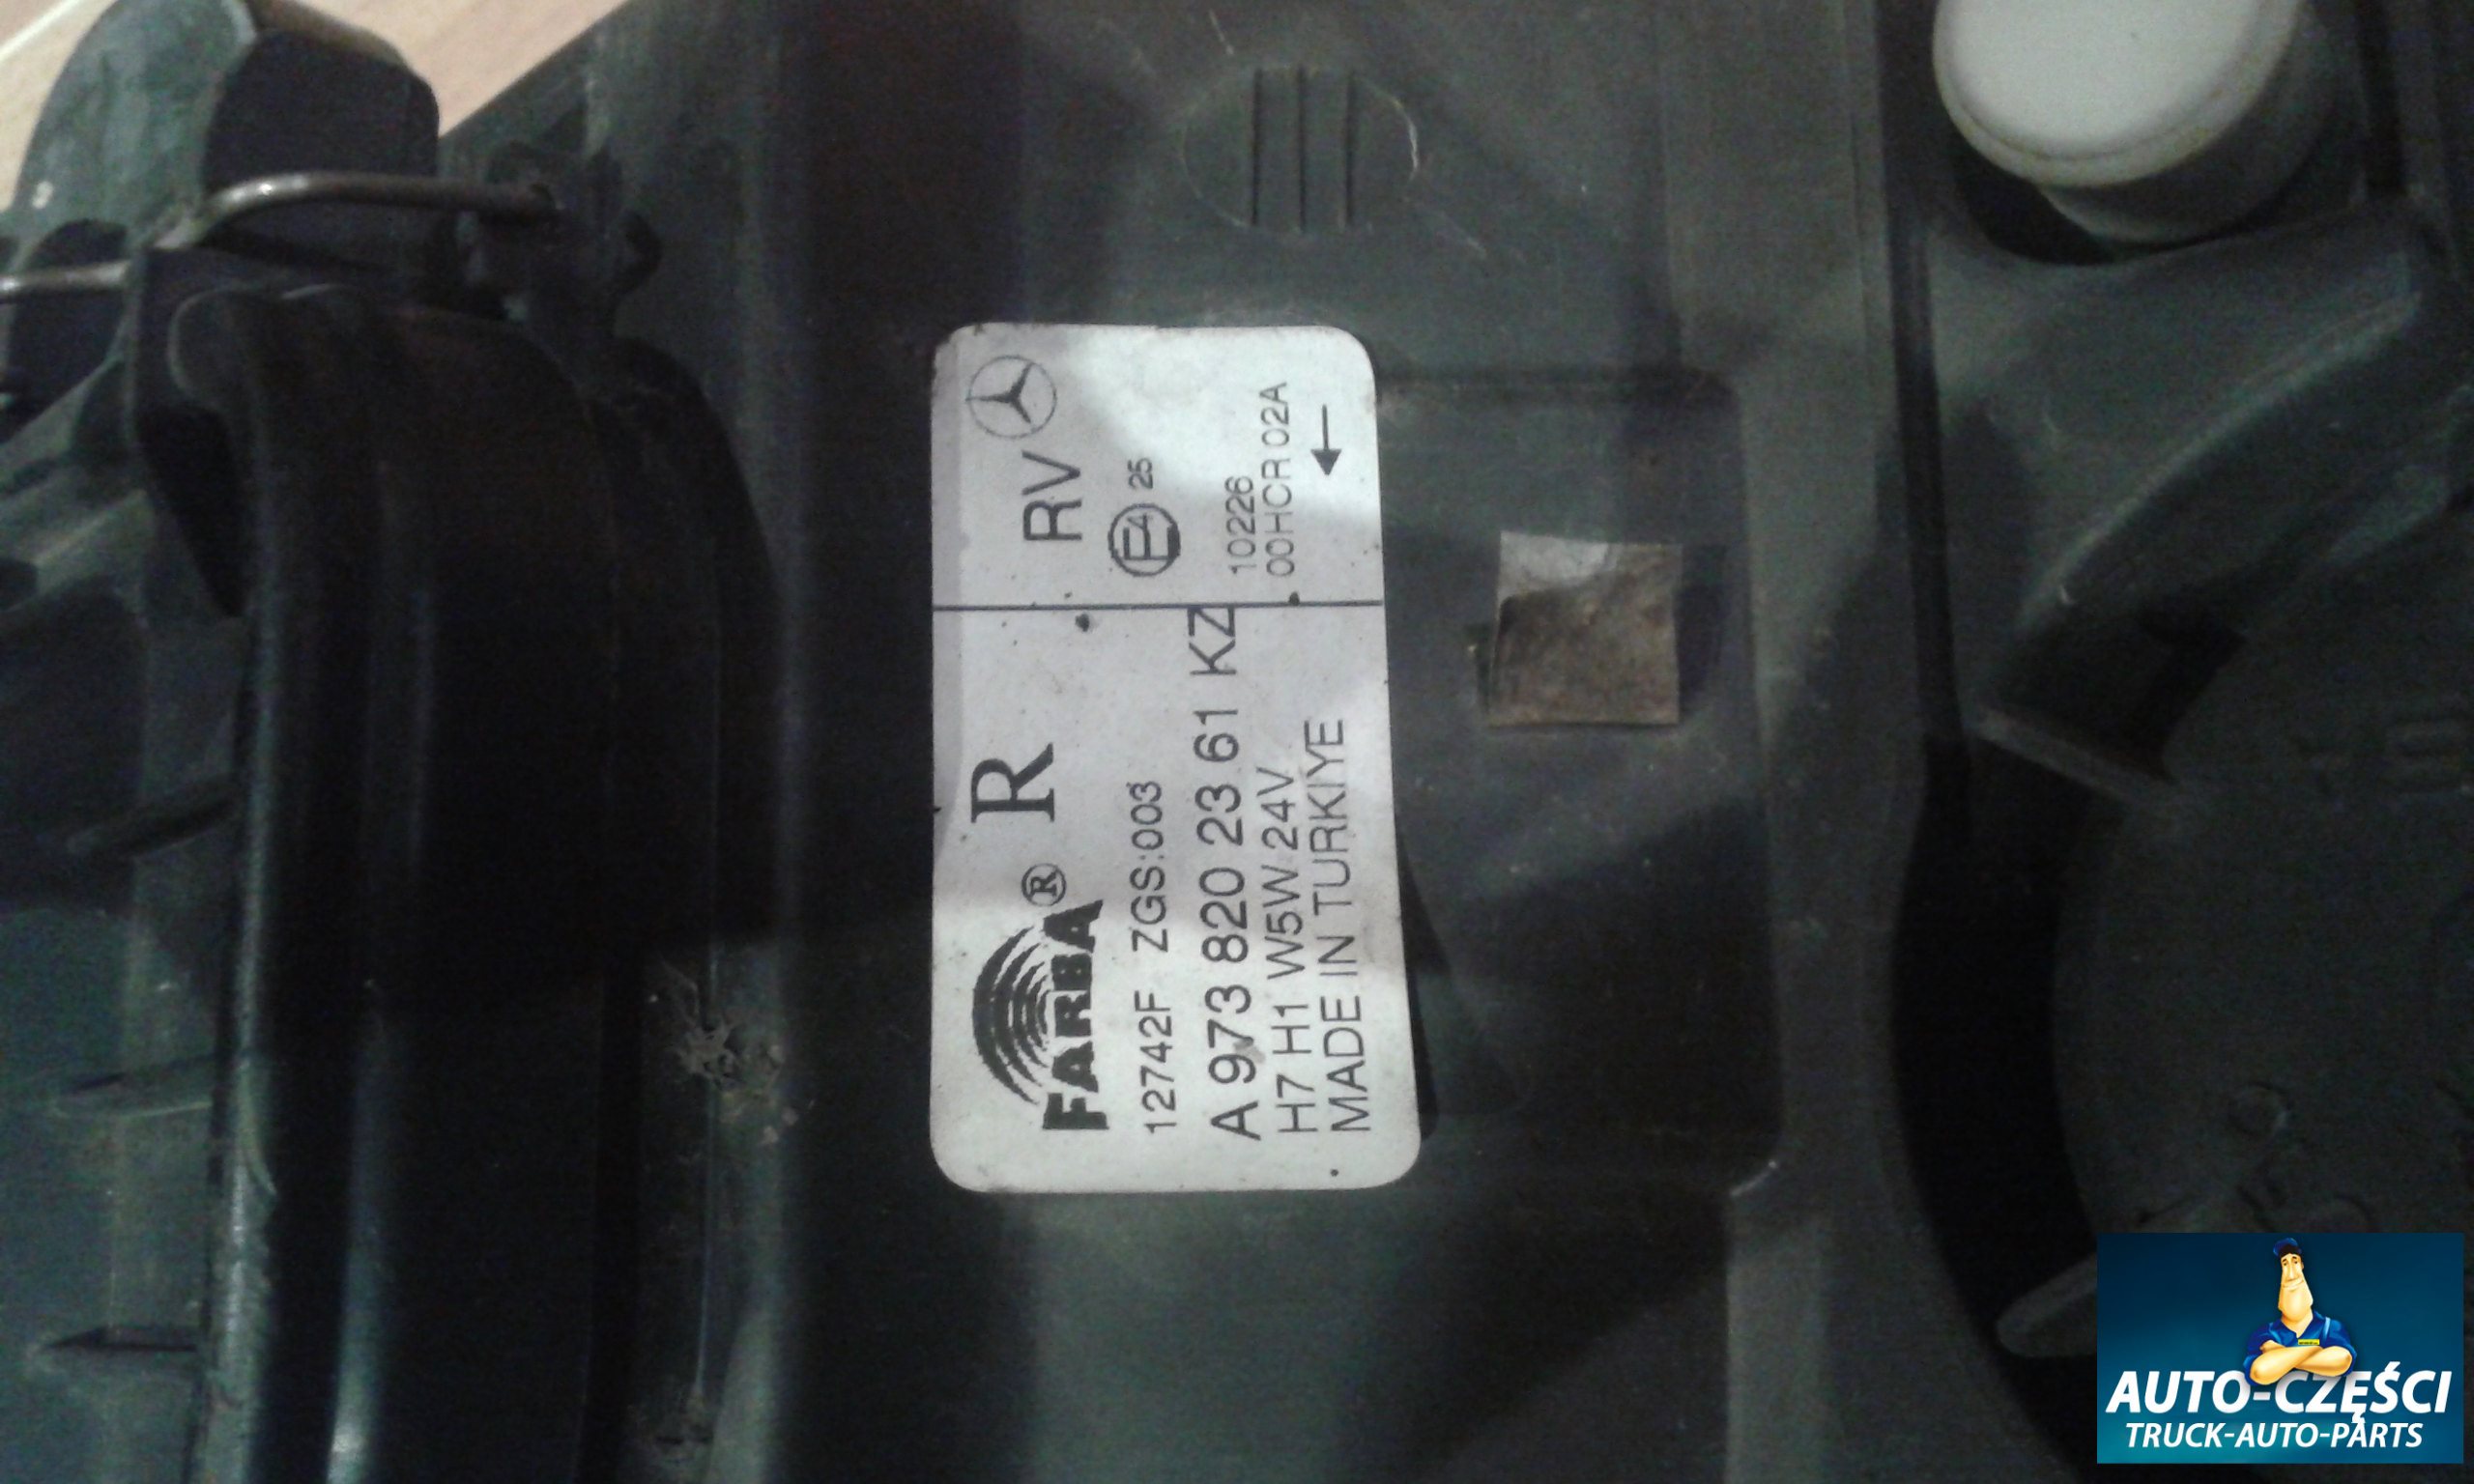 FARBA® R
12742F ZGS:003
A 973 820 23 61 KZ
H7 H1 W5W 24V
MADE IN TURKIYE
RV
E4 25
10226
00HCR 02A
AUTO-CZĘŚCI
TRUCK-AUTO-PARTS